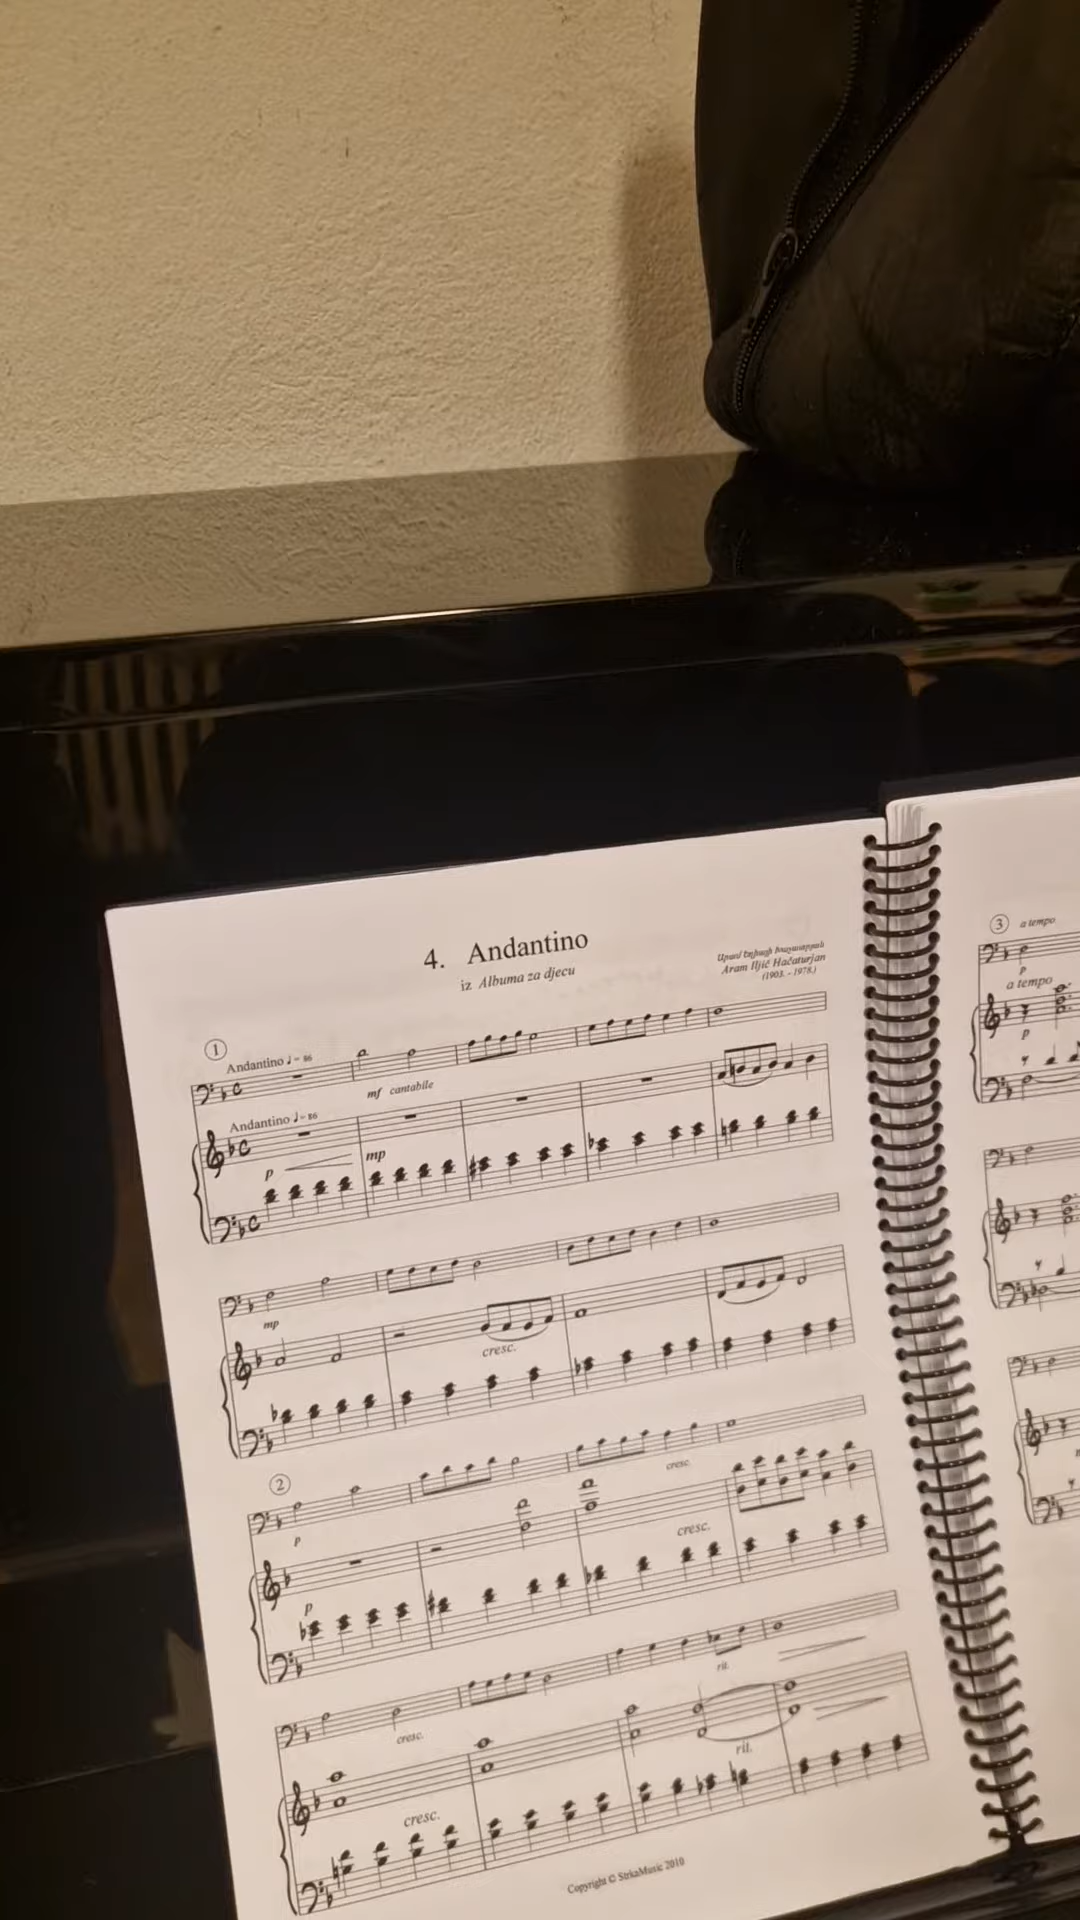 4. Andantino
iz Albuma za djecu
Aram Iljič Hačaturjan
(1903. - 1978.)
1
Andantino ♩= 86
mf cantabile
Andantino ♩= 86
p
mp
mp
cresc.
2
p
cresc.
p
cresc.
cresc.
rit.
cresc.
rit.
Copyright © StrkaMusic 2010
3 a tempo
p
a tempo
p